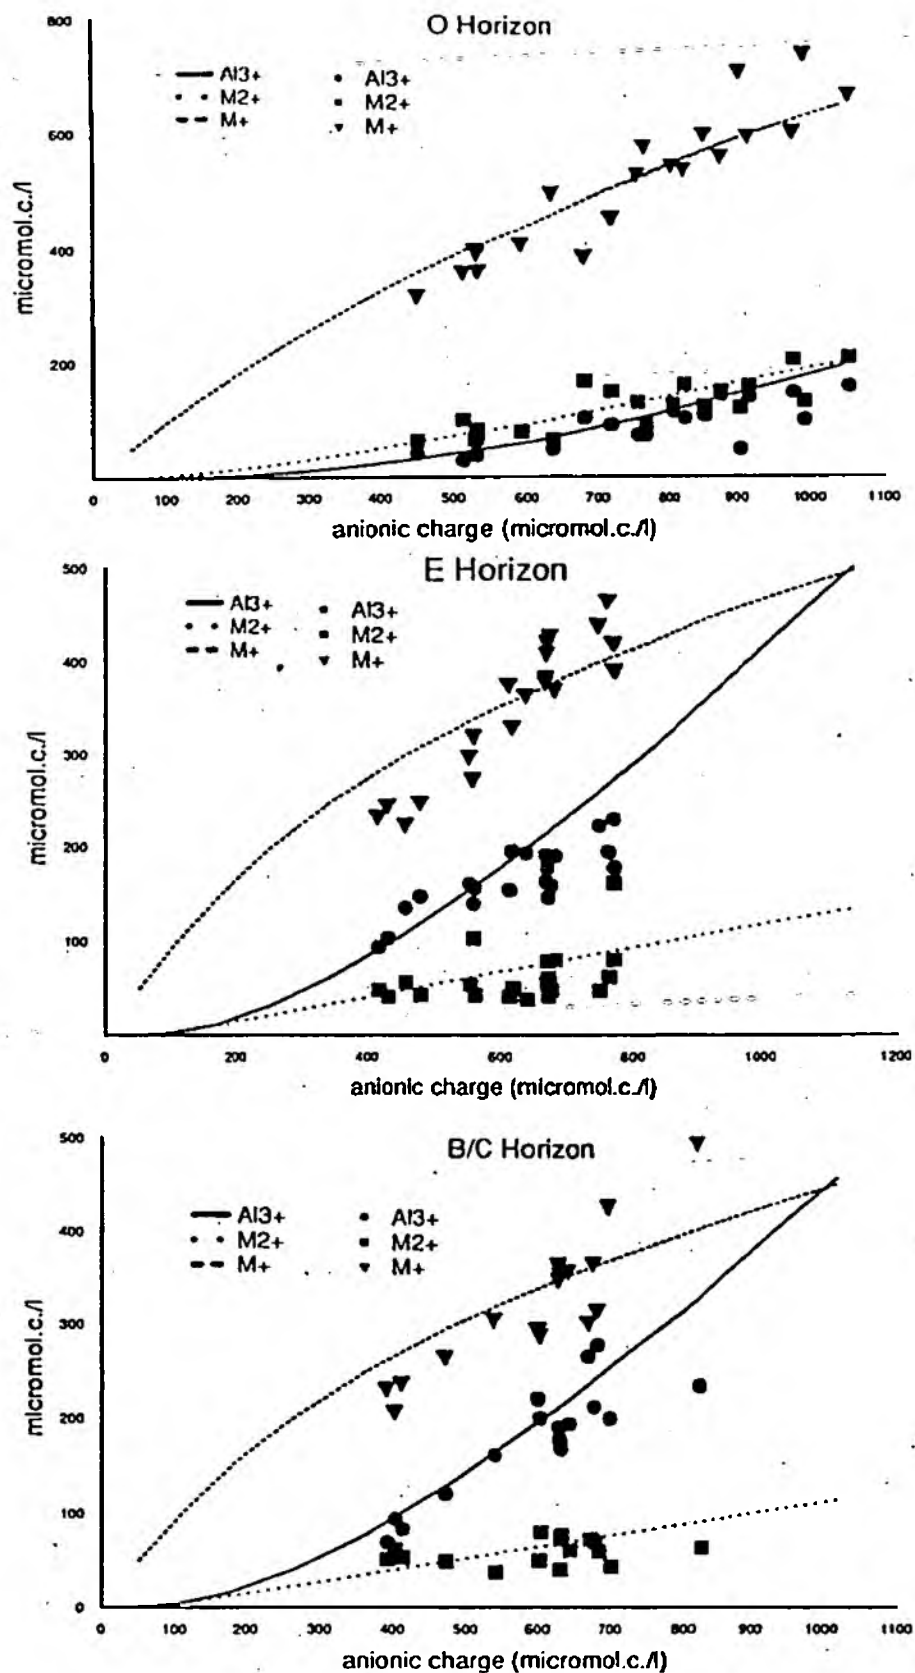 O Horizon
800
600
400
200
micromol.c./l
Al3+ Al3+
M2+ M2+
M+ M+
0 100 200 300 400 500 600 700 800 900 1000 1100
anionic charge (micromol.c./l)
E Horizon
500
400
300
200
100
micromol.c./l
Al3+ Al3+
M2+ M2+
M+ M+
0 200 400 600 800 1000 1200
anionic charge (micromol.c./l)
B/C Horizon
500
400
300
200
100
0
micromol.c./l
Al3+ Al3+
M2+ M2+
M+ M+
0 100 200 300 400 500 600 700 800 900 1000 1100
anionic charge (micromol.c./l)